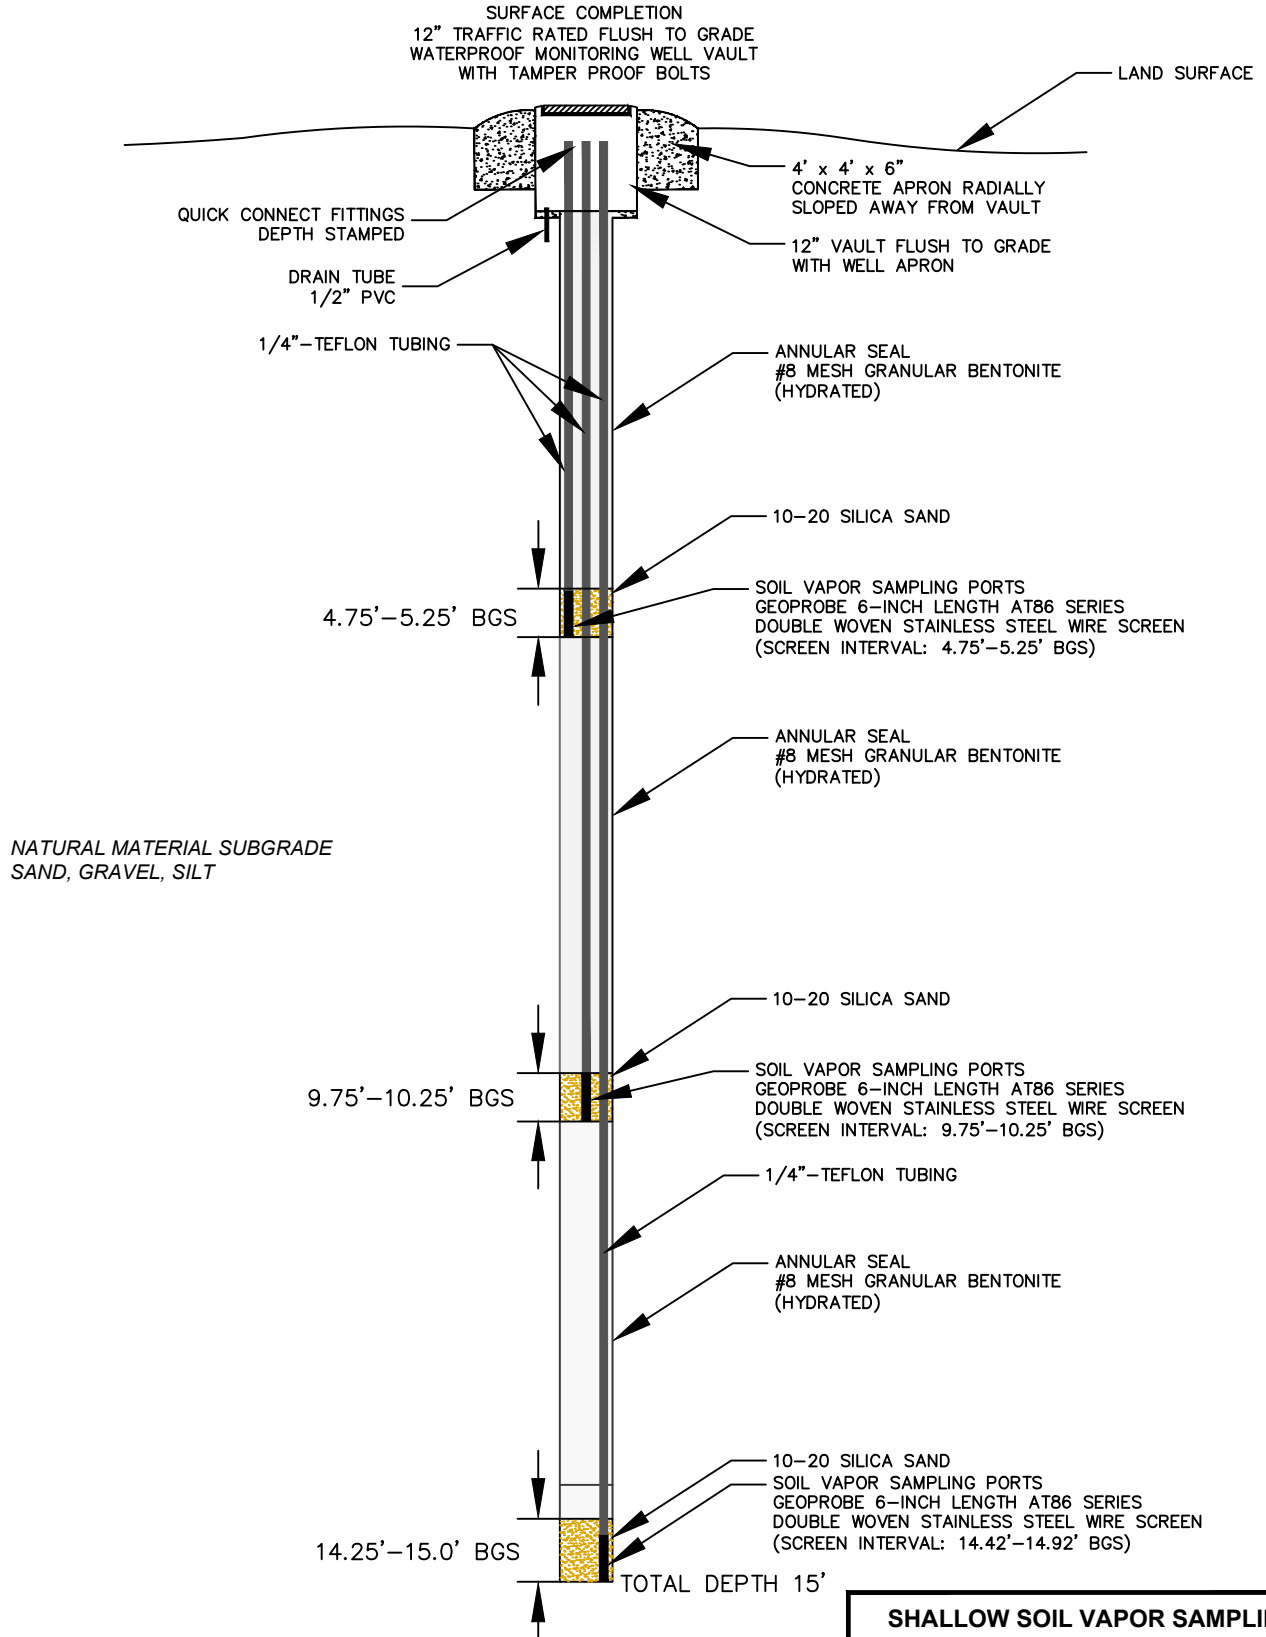 SURFACE COMPLETION
12" TRAFFIC RATED FLUSH TO GRADE
WATERPROOF MONITORING WELL VAULT
WITH TAMPER PROOF BOLTS
LAND SURFACE
4' x 4' x 6"
CONCRETE APRON RADIALLY
SLOPED AWAY FROM VAULT
QUICK CONNECT FITTINGS
DEPTH STAMPED
12" VAULT FLUSH TO GRADE
WITH WELL APRON
DRAIN TUBE
1/2" PVC
1/4"-TEFLON TUBING
ANNULAR SEAL
#8 MESH GRANULAR BENTONITE
(HYDRATED)
10-20 SILICA SAND
4.75'-5.25' BGS
SOIL VAPOR SAMPLING PORTS
GEOPROBE 6-INCH LENGTH AT86 SERIES
DOUBLE WOVEN STAINLESS STEEL WIRE SCREEN
(SCREEN INTERVAL: 4.75'-5.25' BGS)
ANNULAR SEAL
#8 MESH GRANULAR BENTONITE
(HYDRATED)
NATURAL MATERIAL SUBGRADE
SAND, GRAVEL, SILT
10-20 SILICA SAND
9.75'-10.25' BGS
SOIL VAPOR SAMPLING PORTS
GEOPROBE 6-INCH LENGTH AT86 SERIES
DOUBLE WOVEN STAINLESS STEEL WIRE SCREEN
(SCREEN INTERVAL: 9.75'-10.25' BGS)
1/4"-TEFLON TUBING
ANNULAR SEAL
#8 MESH GRANULAR BENTONITE
(HYDRATED)
10-20 SILICA SAND
SOIL VAPOR SAMPLING PORTS
GEOPROBE 6-INCH LENGTH AT86 SERIES
DOUBLE WOVEN STAINLESS STEEL WIRE SCREEN
(SCREEN INTERVAL: 14.42'-14.92' BGS)
14.25'-15.0' BGS
TOTAL DEPTH 15'
SHALLOW SOIL VAPOR